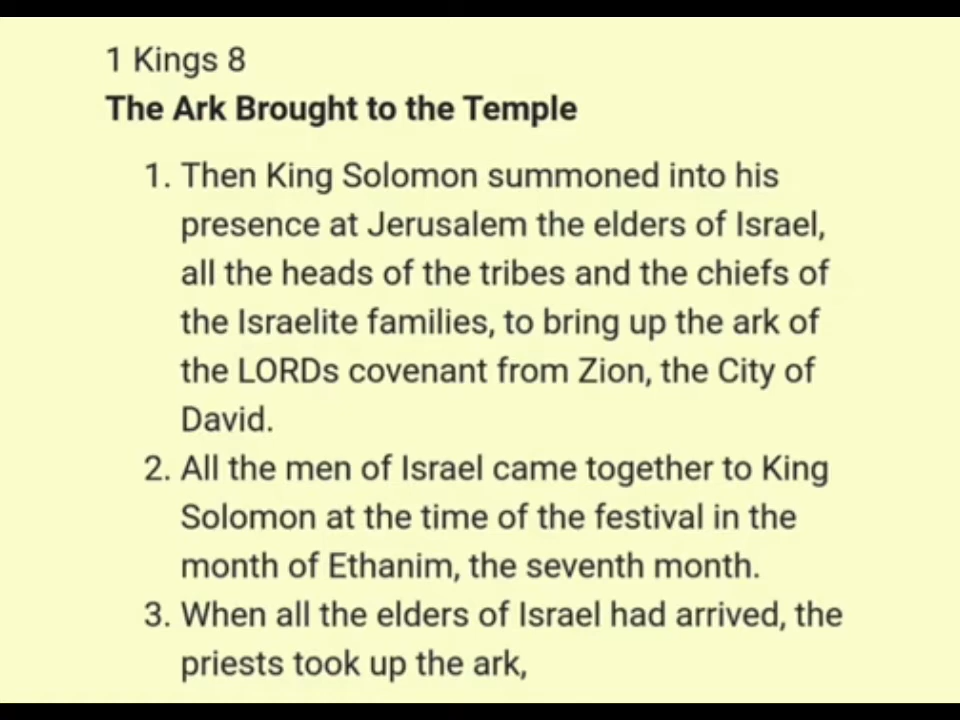 1 Kings 8
The Ark Brought to the Temple
1. Then King Solomon summoned into his
presence at Jerusalem the elders of Israel,
all the heads of the tribes and the chiefs of
the Israelite families, to bring up the ark of
the LORDs covenant from Zion, the City of
David.
2. All the men of Israel came together to King
Solomon at the time of the festival in the
month of Ethanim, the seventh month.
3. When all the elders of Israel had arrived, the
priests took up the ark,